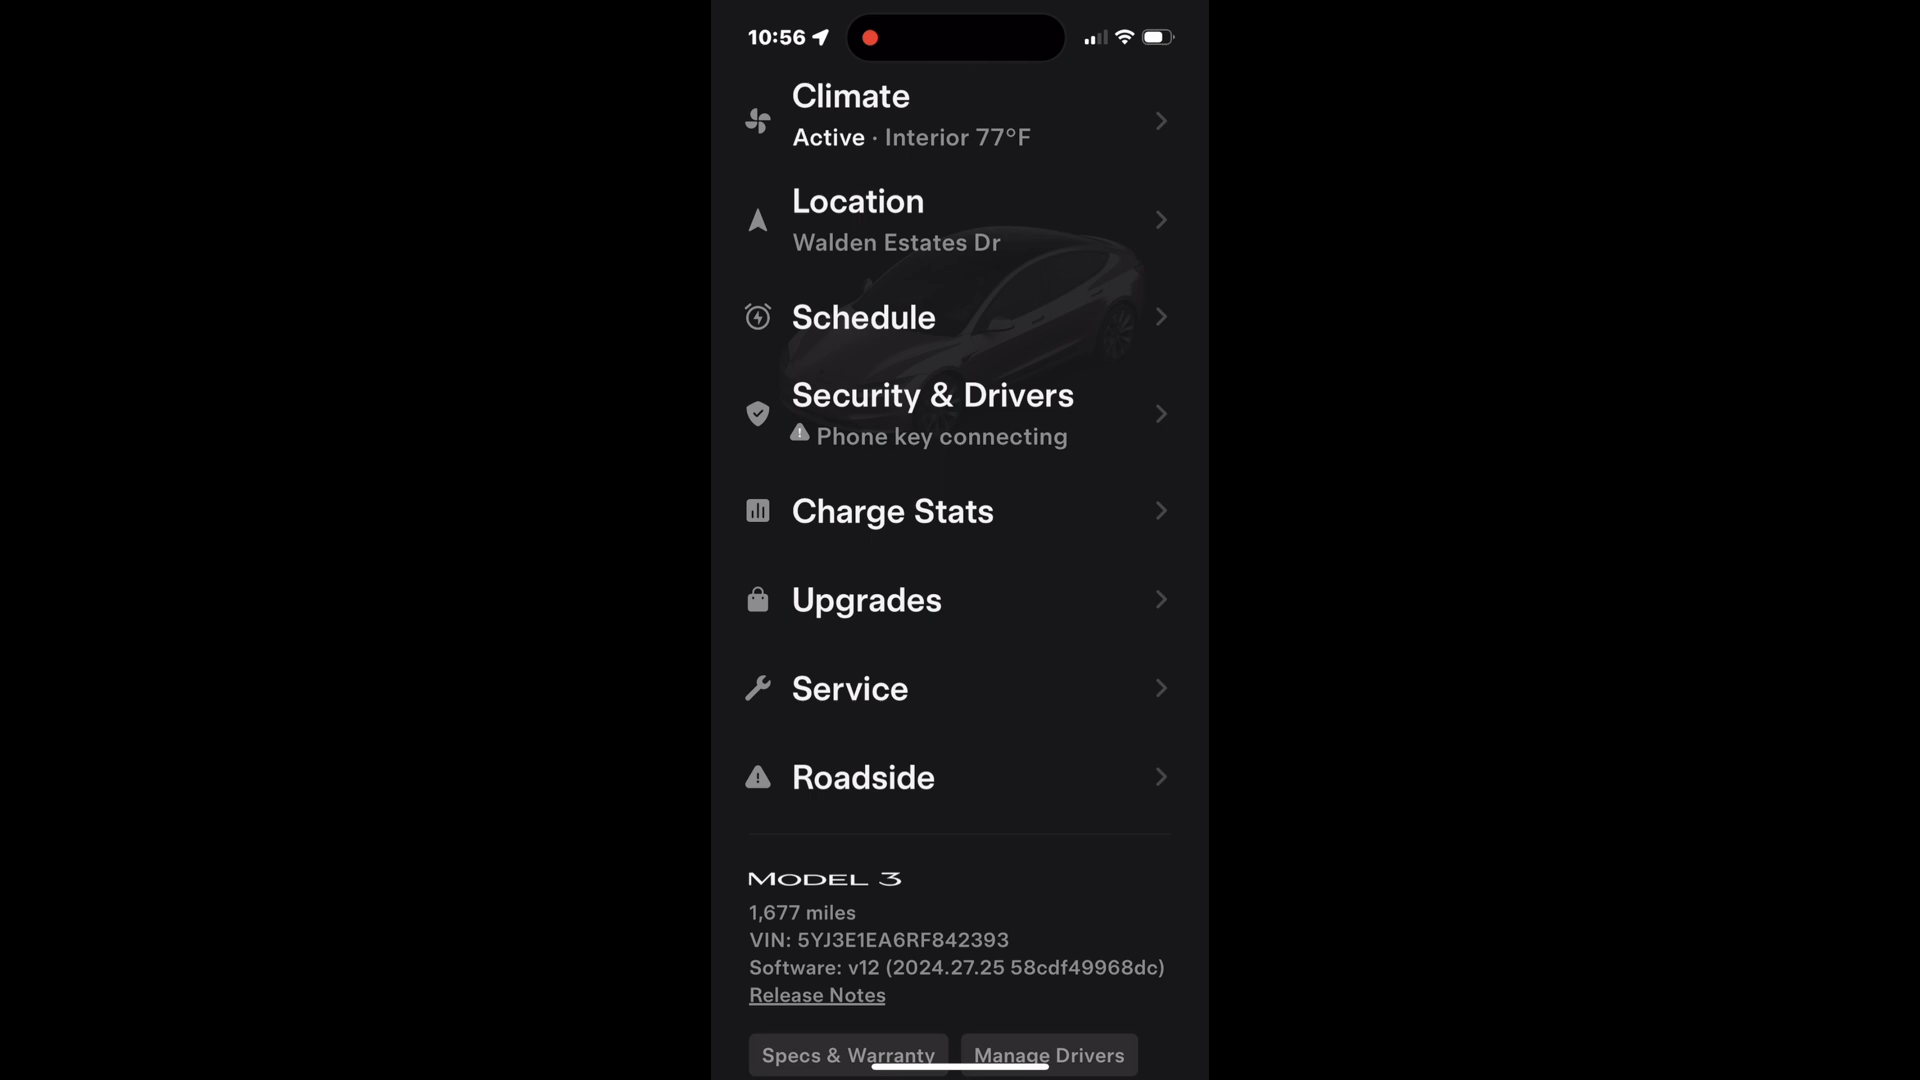 10:56
Climate
Active · Interior 77°F
Location
Walden Estates Dr
Schedule
Security & Drivers
Phone key connecting
Charge Stats
Upgrades
Service
Roadside
MODEL 3
1,677 miles
VIN: 5YJ3E1EA6RF842393
Software: v12 (2024.27.25 58cdf49968dc)
Release Notes
Specs & Warranty
Manage Drivers